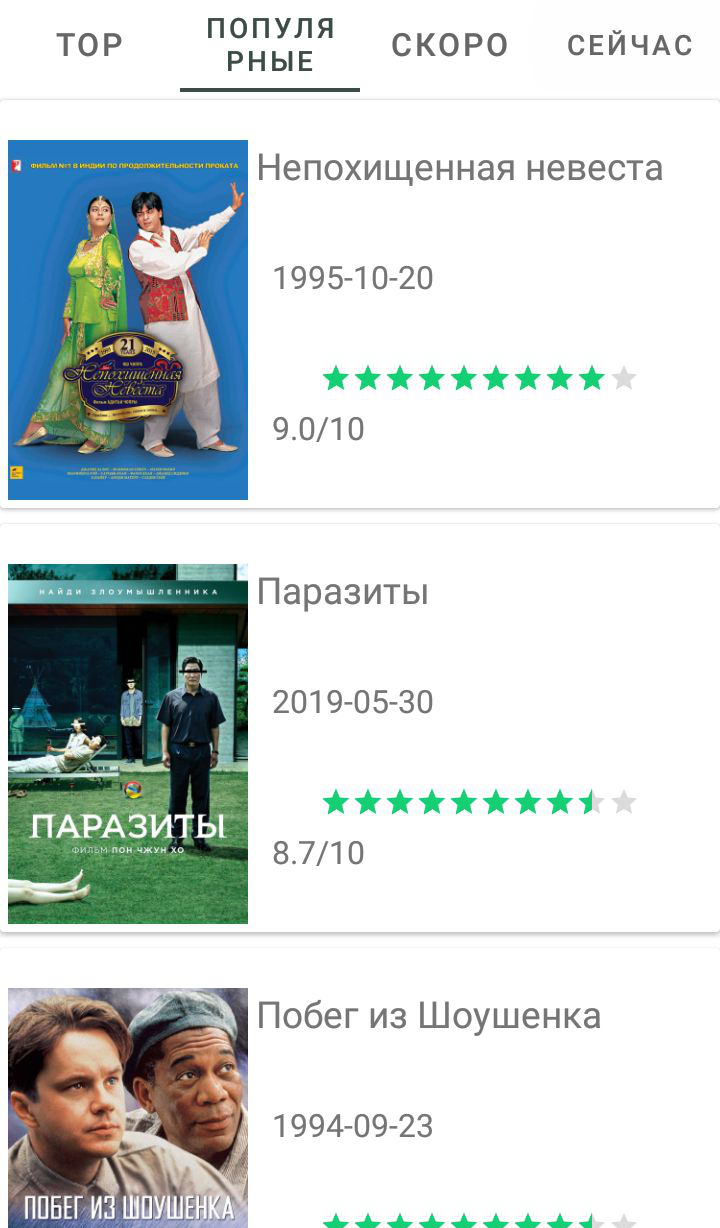 TOP
ПОПУЛЯ
РНЫЕ
СКОРО
СЕЙЧАС
ФИЛЬМ №1 В ИНДИИ ПО ПРОДОЛЖИТЕЛЬНОСТИ ПРОКАТА
21
Непохищенная
Невеста
Непохищенная невеста
1995-10-20
9.0/10
НАЙДИ ЗЛОУМЫШЛЕННИКА
ПАРАЗИТЫ
ФИЛЬМ ПОН ЧЖУН ХО
Паразиты
2019-05-30
8.7/10
ПОБЕГ ИЗ ШОУШЕНКА
Побег из Шоушенка
1994-09-23